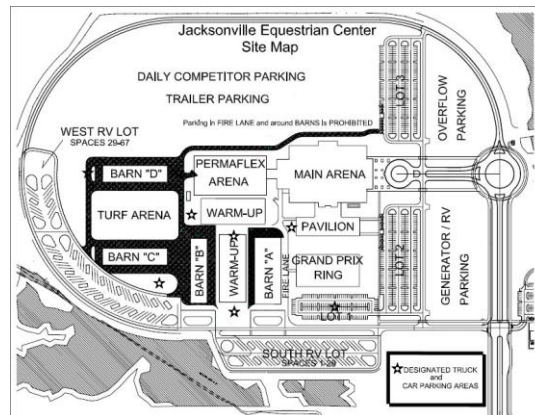 Jacksonville Equestrian Center
Site Map
DAILY COMPETITOR PARKING
TRAILER PARKING
Parking in FIRE LANE and around BARNS is PROHIBITED
WEST RV LOT
SPACES 29-67
LOT 3
OVERFLOW
PARKING
BARN "D"
PERMAFLEX
ARENA
MAIN ARENA
TURF ARENA
WARM-UP
PAVILION
BARN "C"
BARN "B"
WARM-UP
BARN "A"
FIRE LANE
GRAND PRIX
RING
LOT 2
GENERATOR / RV
PARKING
LOT 1
SOUTH RV LOT
SPACES 1-28
DESIGNATED TRUCK
and
CAR PARKING AREAS